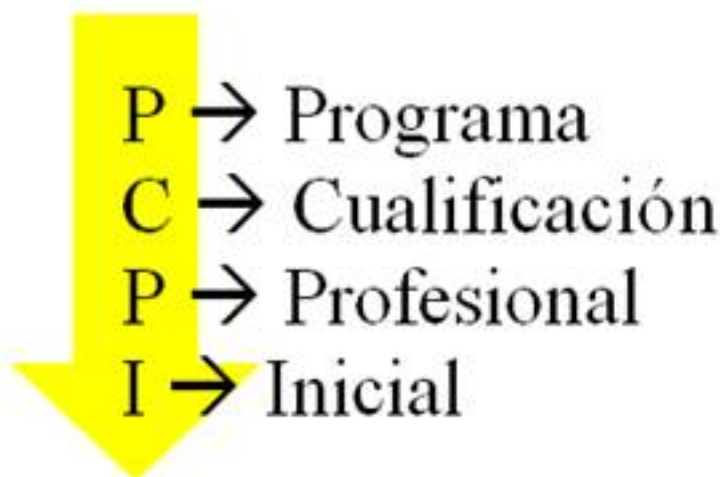 P → Programa
C → Cualificación
P → Profesional
I → Inicial